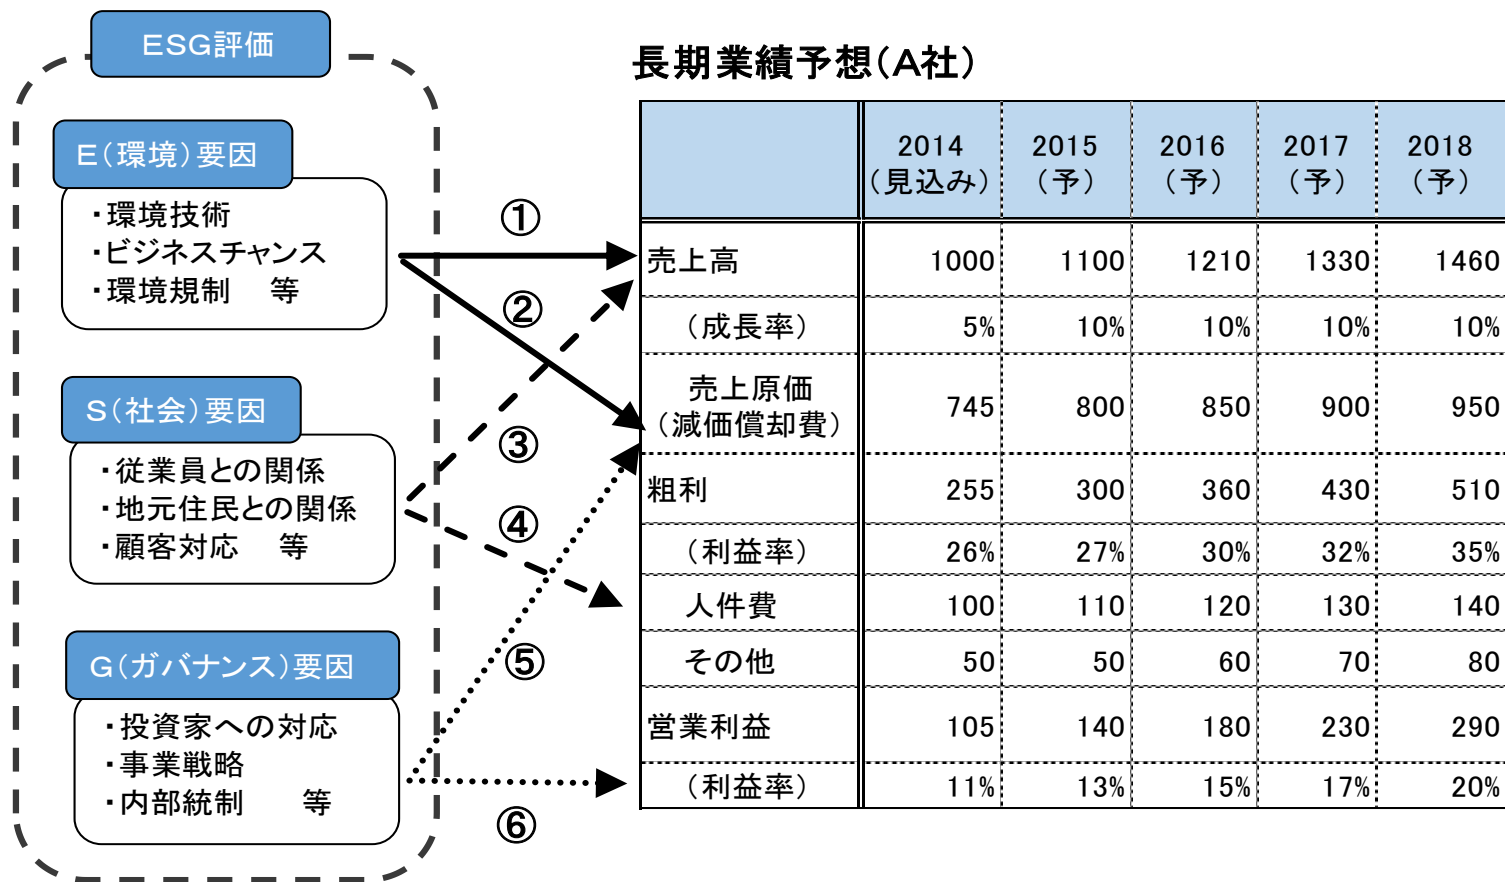 ESG評価
長期業績予想（A社）
E（環境）要因
・環境技術
・ビジネスチャンス
・環境規制　等
S（社会）要因
・従業員との関係
・地元住民との関係
・顧客対応　等
G（ガバナンス）要因
・投資家への対応
・事業戦略
・内部統制　　等
①
②
③
④
⑤
⑥
2014 2015 2016 2017 2018
（見込み） （予） （予） （予） （予）
売上高 1000 1100 1210 1330 1460
（成長率） 5% 10% 10% 10% 10%
売上原価
（減価償却費） 745 800 850 900 950
粗利 255 300 360 430 510
（利益率） 26% 27% 30% 32% 35%
人件費 100 110 120 130 140
その他 50 50 60 70 80
営業利益 105 140 180 230 290
（利益率） 11% 13% 15% 17% 20%